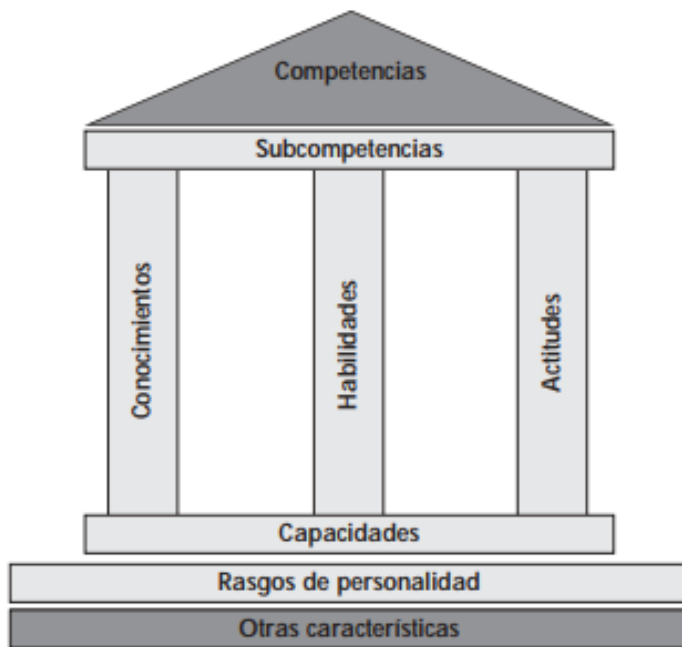 Competencias
Subcompetencias
Conocimientos
Habilidades
Actitudes
Capacidades
Rasgos de personalidad
Otras características